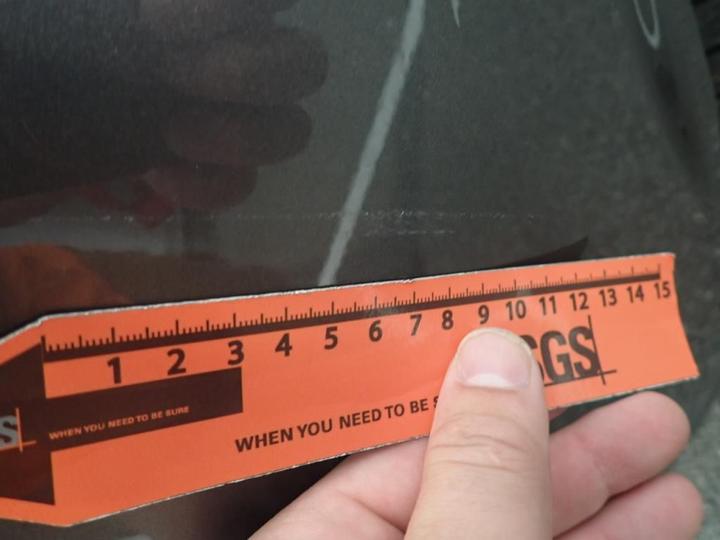 1 2 3 4 5 6 7 8 9 10 11 12 13 14 15
S WHEN YOU NEED TO BE SURE
WHEN YOU NEED TO BE S GS